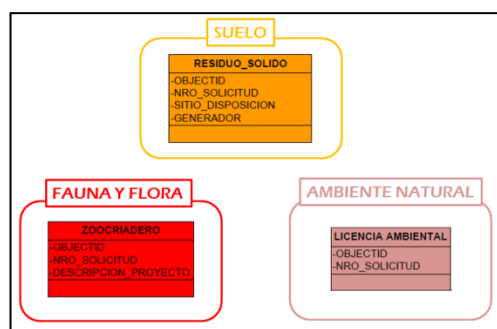 SUELO
RESIDUO_SOLIDO
-OBJECTID
-NRO_SOLICITUD
-SITIO_DISPOSICION
-GENERADOR
FAUNA Y FLORA
ZOOCRIADERO
-OBJECTID
-NRO_SOLICITUD
-DESCRIPCION_PROYECTO
AMBIENTE NATURAL
LICENCIA AMBIENTAL
-OBJECTID
-NRO_SOLICITUD